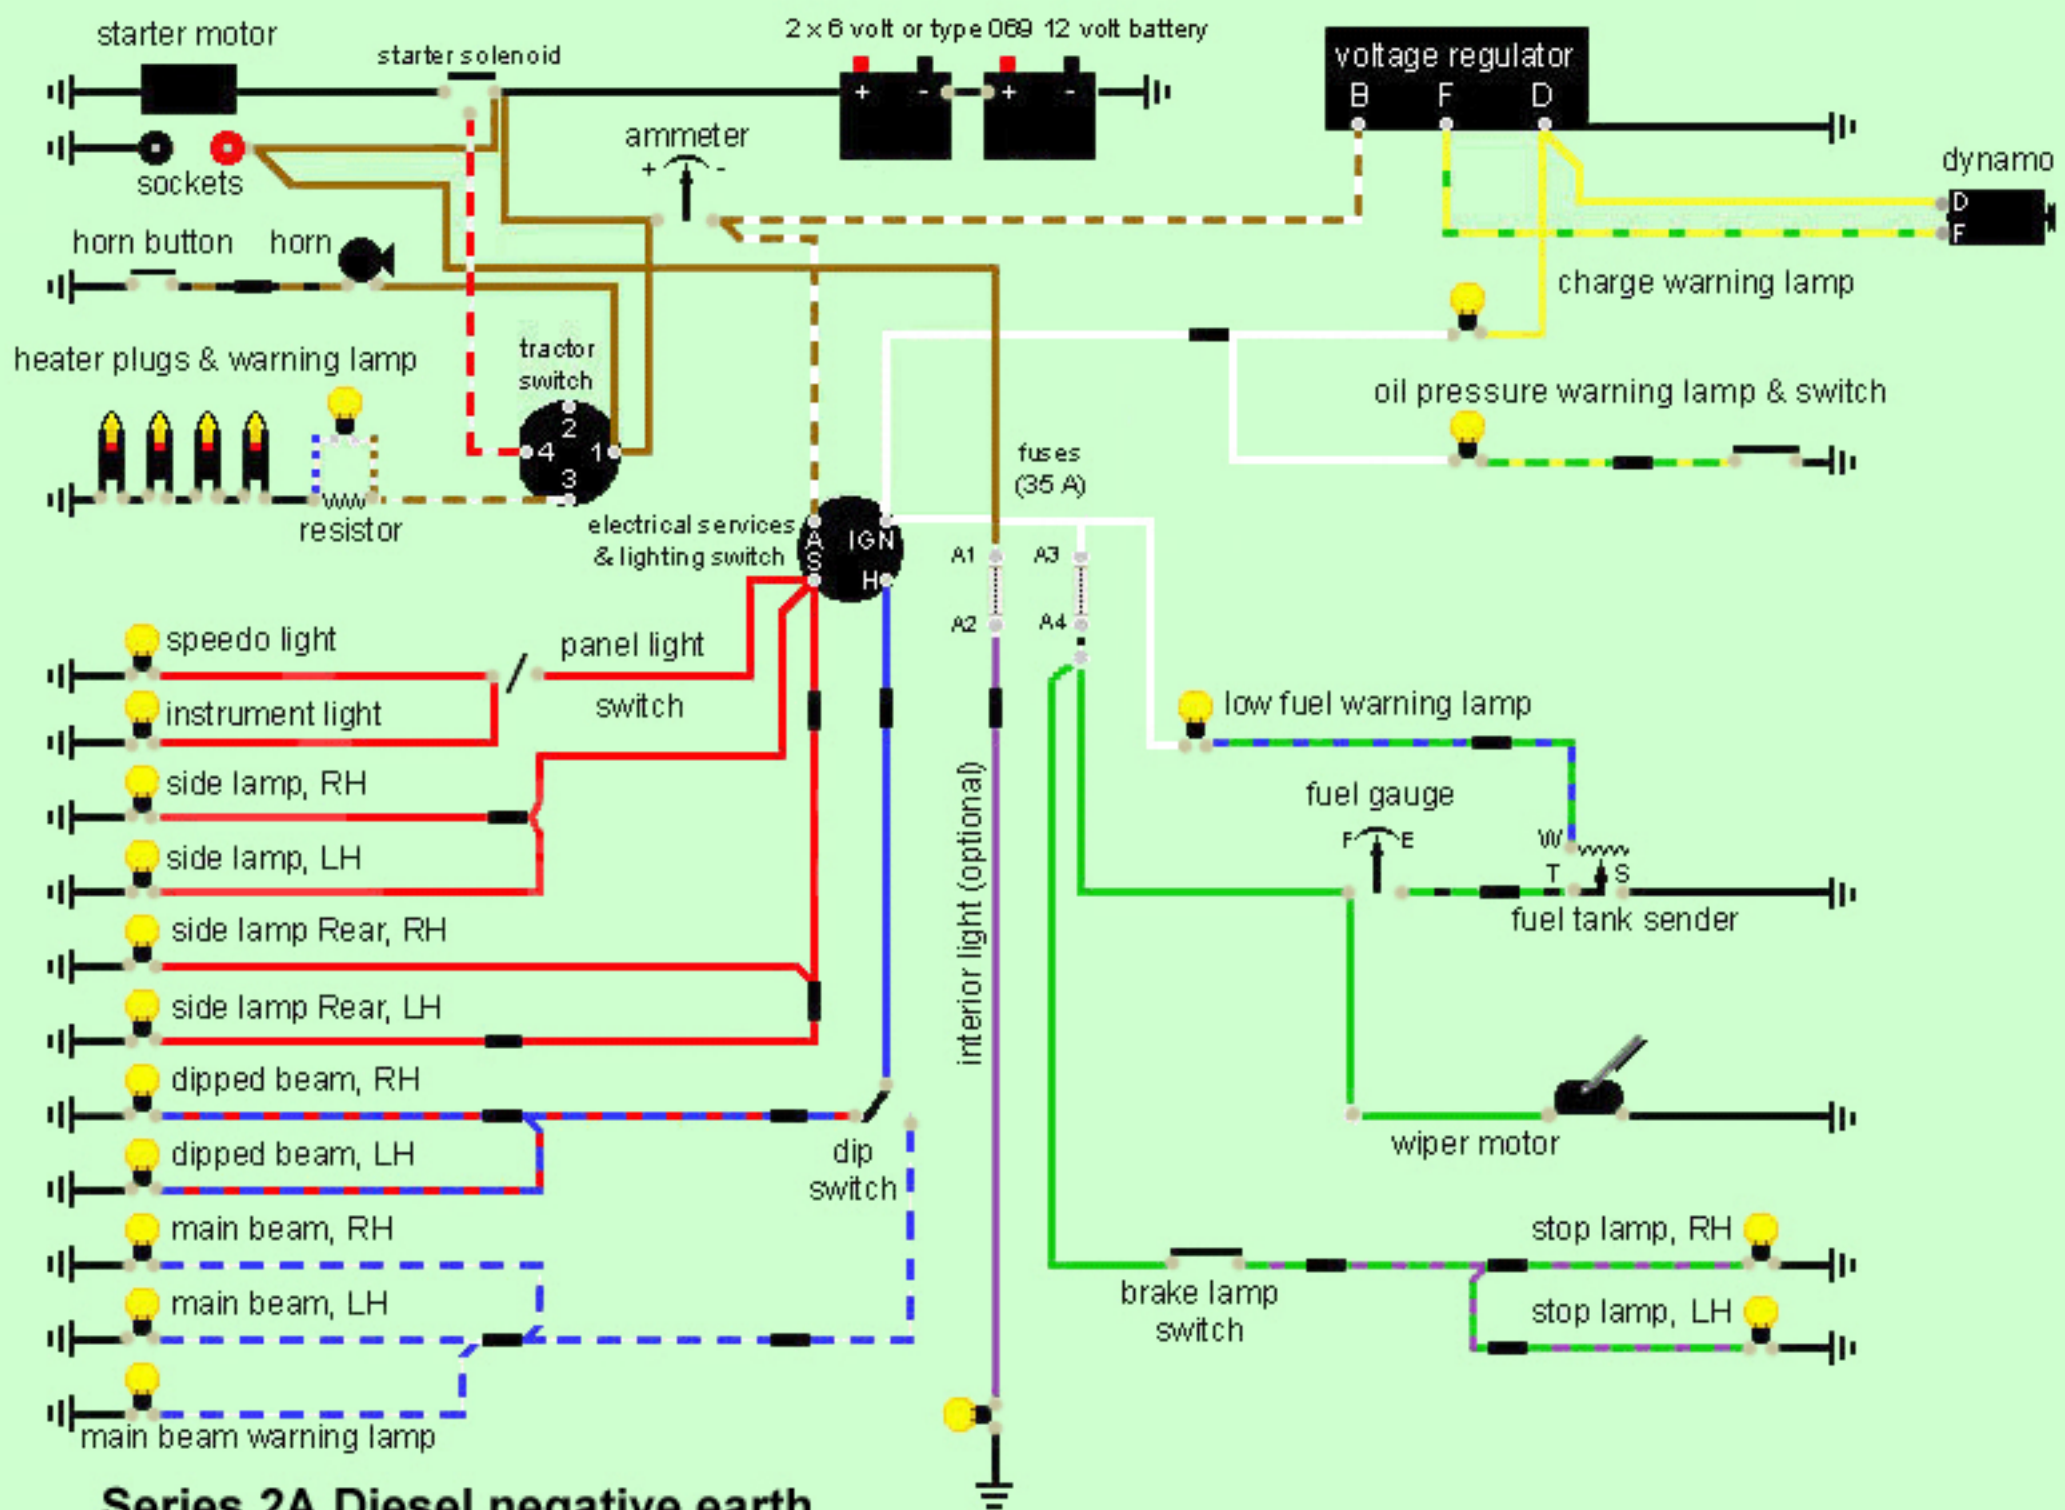 starter motor
starter solenoid
2 x 6 volt or type 069 12 volt battery
+ - + -
voltage regulator
B F D
sockets
ammeter
+ -
dynamo
D
F
horn button
horn
charge warning lamp
heater plugs & warning lamp
tractor
switch
2
4 1
3
resistor
oil pressure warning lamp & switch
fuses
(35 A)
electrical services
& lighting switch
A IGN
S H
A1 A3
A2 A4
speedo light
panel light
switch
instrument light
low fuel warning lamp
side lamp, RH
fuel gauge
F E
side lamp, LH
W
T S
fuel tank sender
side lamp Rear, RH
interior light (optional)
side lamp Rear, LH
dipped beam, RH
dip
switch
wiper motor
dipped beam, LH
main beam, RH
stop lamp, RH
brake lamp
switch
main beam, LH
stop lamp, LH
main beam warning lamp
Series 2A Diesel negative earth